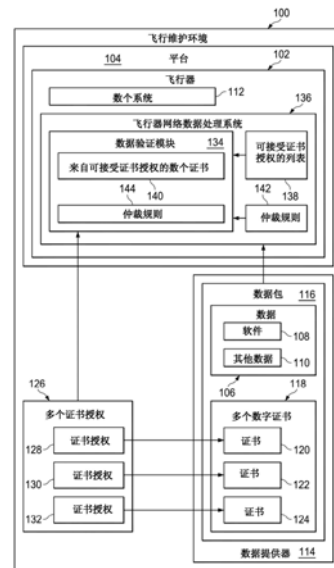 100
飞行维护环境
平台
104
102
飞行器
数个系统
112
136
飞行器网络数据处理系统
数据验证模块
134
来自可接受证书授权的数个证书
140
144
仲裁规则
可接受证书授权的列表
138
142
仲裁规则
126
多个证书授权
128
证书授权
130
证书授权
132
证书授权
数据包
116
数据
软件
108
其他数据
110
106
118
多个数字证书
证书
120
证书
122
证书
124
数据提供器
114